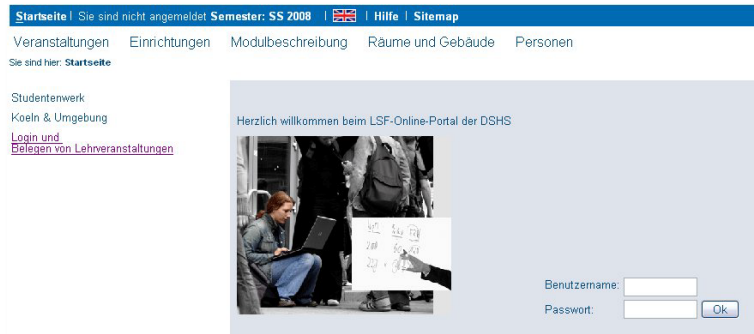 Startseite | Sie sind nicht angemeldet Semester: SS 2008 | | Hilfe | Sitemap
Veranstaltungen Einrichtungen Modulbeschreibung Räume und Gebäude Personen
Sie sind hier: Startseite
Studentenwerk
Koeln & Umgebung
Login und
Belegen von Lehrveranstaltungen
Herzlich willkommen beim LSF-Online-Portal der DSHS
Benutzername:
Passwort: Ok